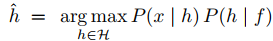 ĥ = arg max P(x | h) P(h | f)
h∈ℋ